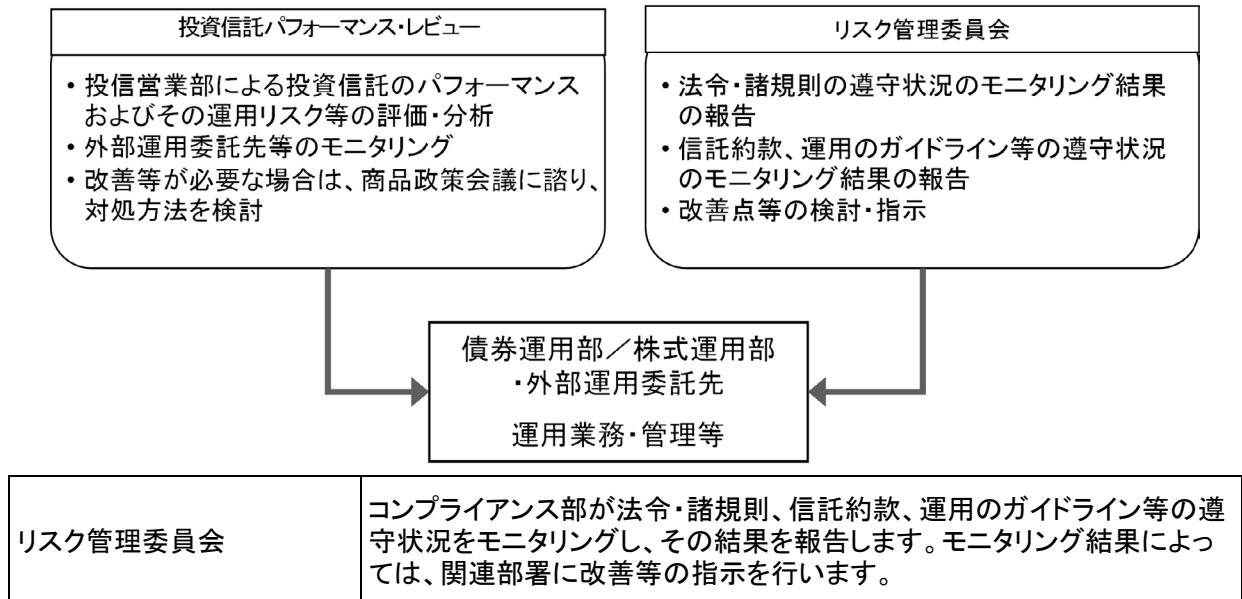 投資信託パフォーマンス・レビュー
• 投信営業部による投資信託のパフォーマンス
およびその運用リスク等の評価・分析
• 外部運用委託先等のモニタリング
• 改善等が必要な場合は、商品政策会議に諮り、
対処方法を検討
リスク管理委員会
• 法令・諸規則の遵守状況のモニタリング結果
の報告
• 信託約款、運用のガイドライン等の遵守状況
のモニタリング結果の報告
• 改善点等の検討・指示
債券運用部／株式運用部
・外部運用委託先
運用業務・管理等
リスク管理委員会
コンプライアンス部が法令・諸規則、信託約款、運用のガイドライン等の遵
守状況をモニタリングし、その結果を報告します。モニタリング結果によっ
ては、関連部署に改善等の指示を行います。